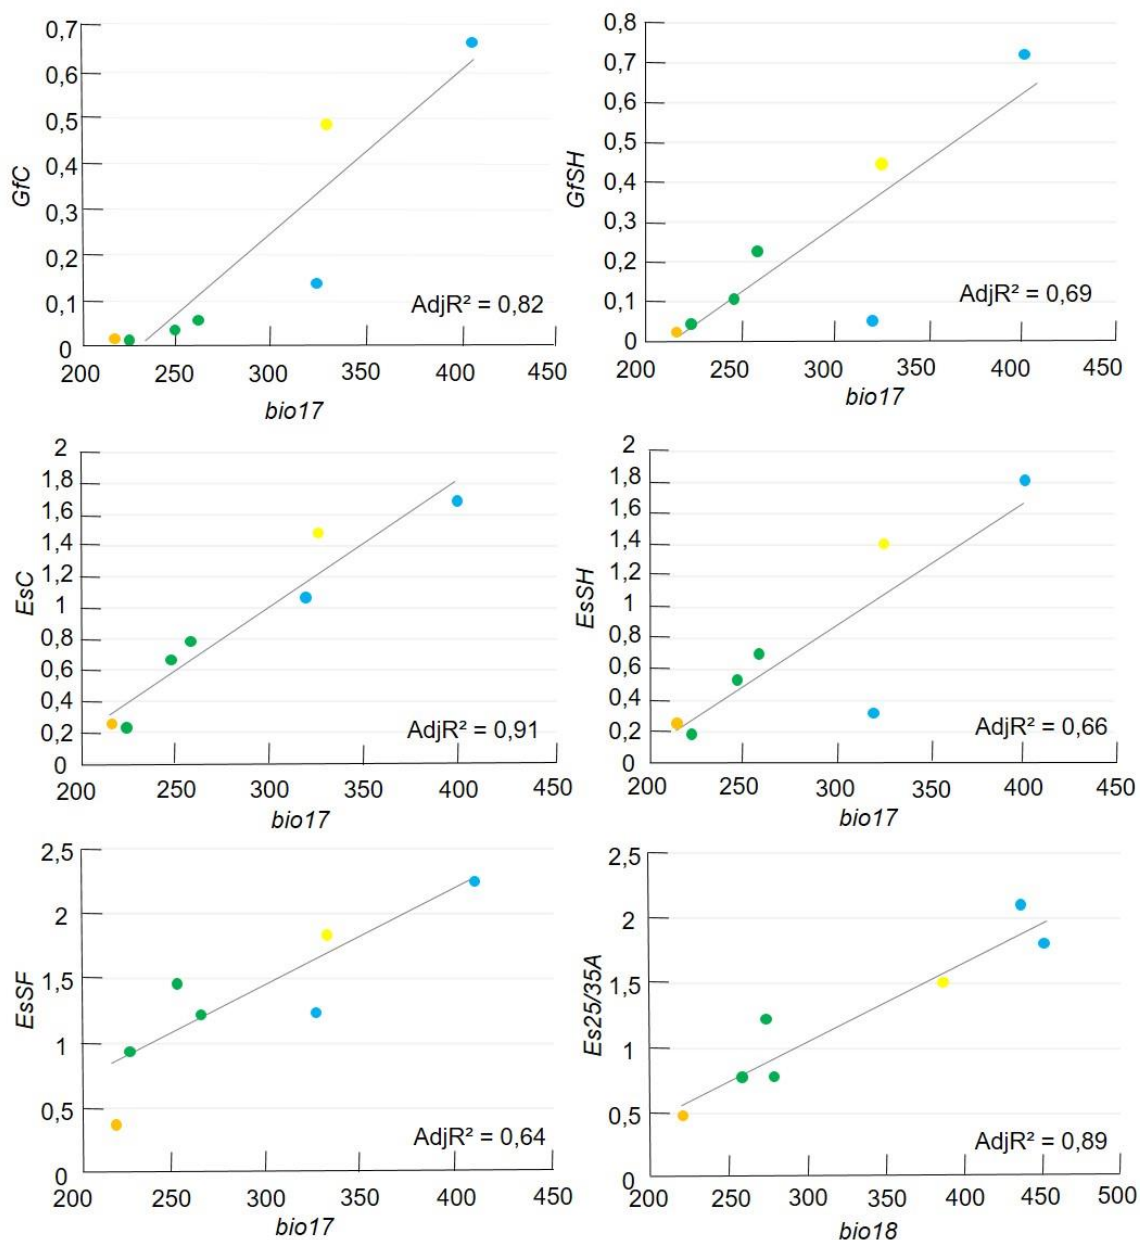 0,7
0,6
0,5
0,4
0,3
0,2
0,1
0
GfC
AdjR² = 0,82
200 250 300 350 400 450
bio17
0,8
0,7
0,6
0,5
0,4
0,3
0,2
0,1
0
GfSH
AdjR² = 0,69
200 250 300 350 400 450
bio17
2
1,8
1,6
1,4
1,2
1
0,8
0,6
0,4
0,2
0
EsC
AdjR² = 0,91
200 250 300 350 400 450
bio17
2
1,8
1,6
1,4
1,2
1
0,8
0,6
0,4
0,2
0
EsSH
AdjR² = 0,66
200 250 300 350 400 450
bio17
2,5
2
1,5
1
0,5
0
EsSF
AdjR² = 0,64
200 250 300 350 400 450
bio17
2,5
2
1,5
1
0,5
0
Es25/35A
AdjR² = 0,89
200 250 300 350 400 450 500
bio18